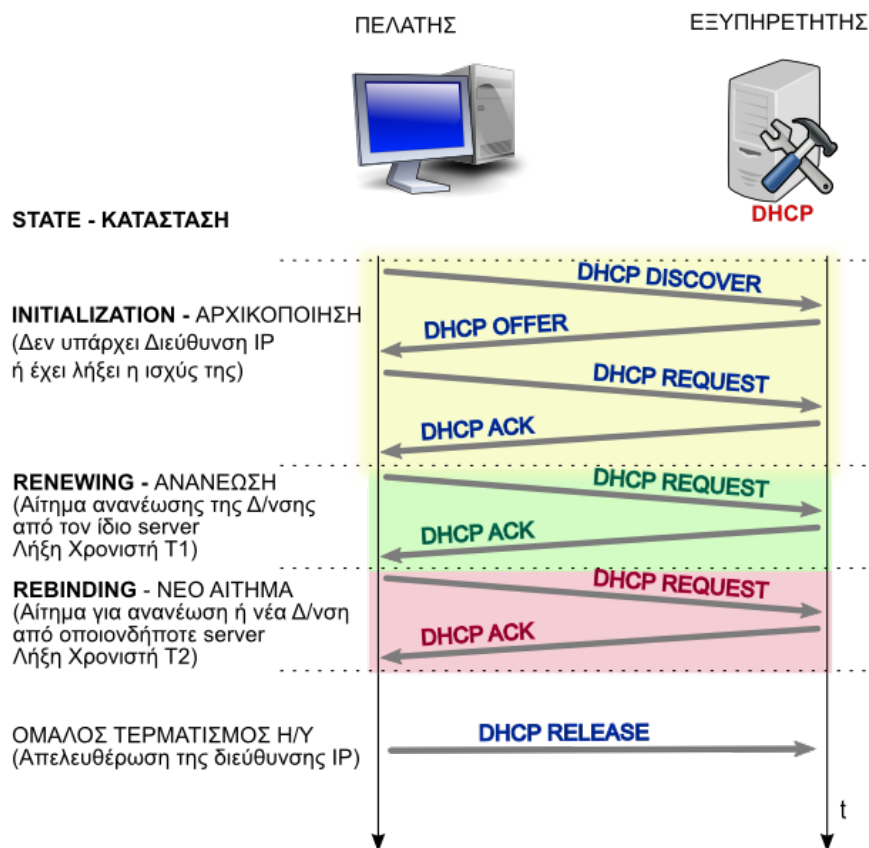 ΠΕΛΑΤΗΣ
ΕΞΥΠΗΡΕΤΗΤΗΣ
DHCP
STATE - ΚΑΤΑΣΤΑΣΗ
DHCP DISCOVER
INITIALIZATION - ΑΡΧΙΚΟΠΟΙΗΣΗ
(Δεν υπάρχει Διεύθυνση IP
ή έχει λήξει η ισχύς της)
DHCP OFFER
DHCP REQUEST
DHCP ACK
RENEWING - ΑΝΑΝΕΩΣΗ
(Αίτημα ανανέωσης της Δ/νσης
από τον ίδιο server
Λήξη Χρονιστή T1)
DHCP REQUEST
DHCP ACK
REBINDING - ΝΕΟ ΑΙΤΗΜΑ
(Αίτημα για ανανέωση ή νέα Δ/νση
από οποιονδήποτε server
Λήξη Χρονιστή T2)
DHCP REQUEST
DHCP ACK
ΟΜΑΛΟΣ ΤΕΡΜΑΤΙΣΜΟΣ Η/Υ
(Απελευθέρωση της διεύθυνσης IP)
DHCP RELEASE
t